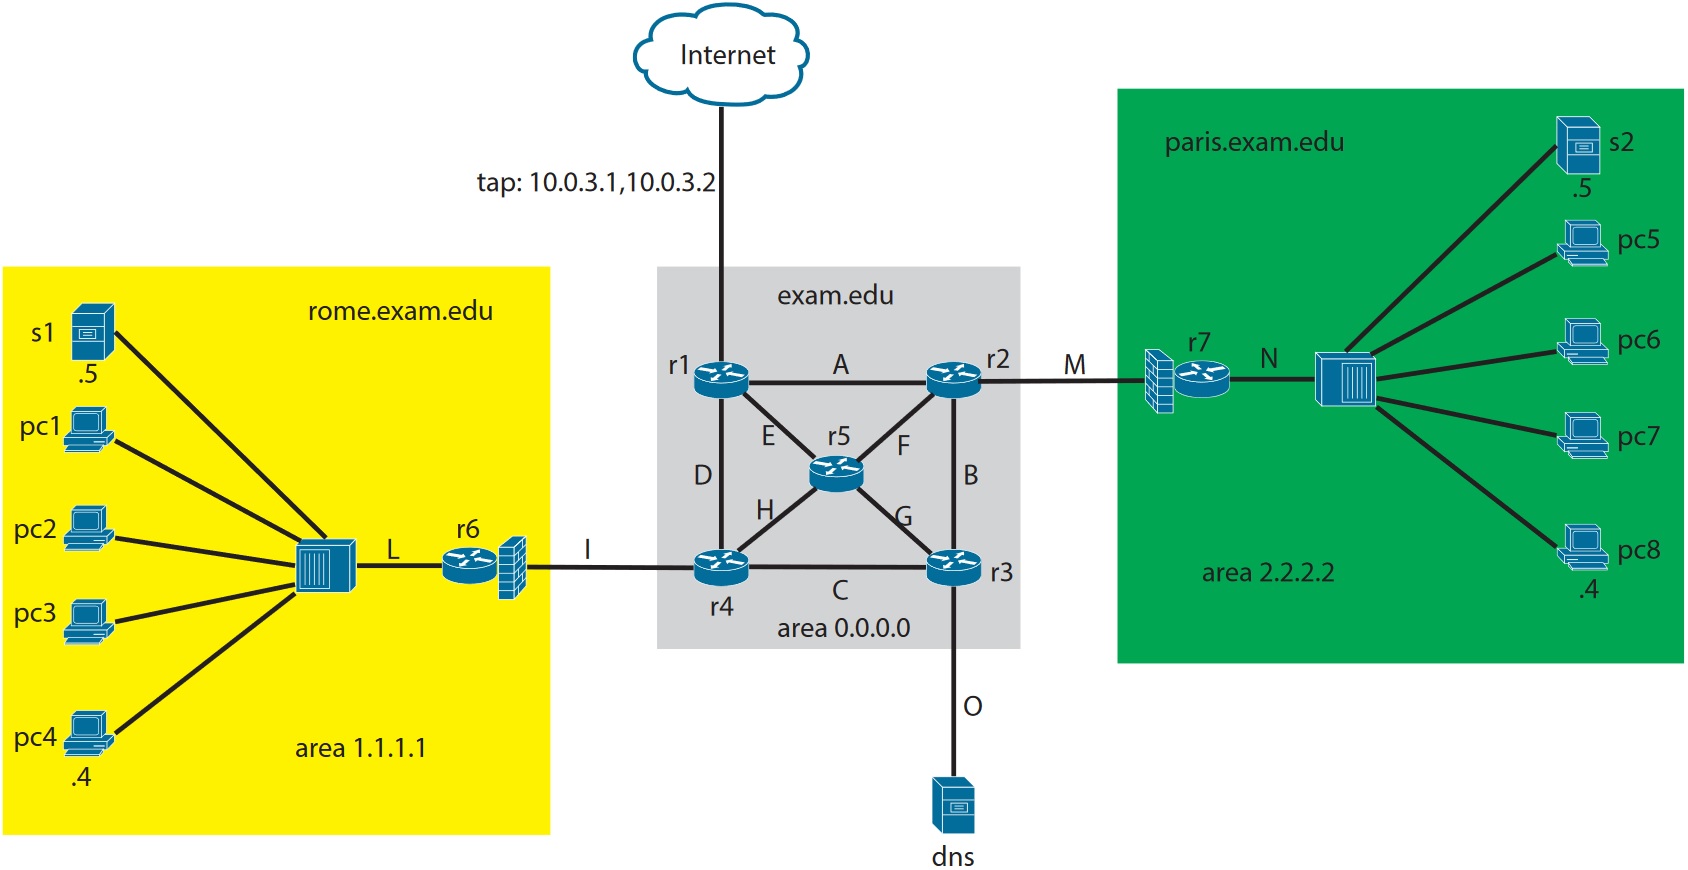 Internet
tap: 10.0.3.1,10.0.3.2
paris.exam.edu
s2
.5
pc5
pc6
pc7
pc8
.4
area 2.2.2.2
r7
N
M
exam.edu
r1
A
r2
E
r5
F
D
B
H
G
r4
C
r3
area 0.0.0.0
O
dns
rome.exam.edu
s1
.5
pc1
pc2
pc3
pc4
.4
L
r6
I
area 1.1.1.1